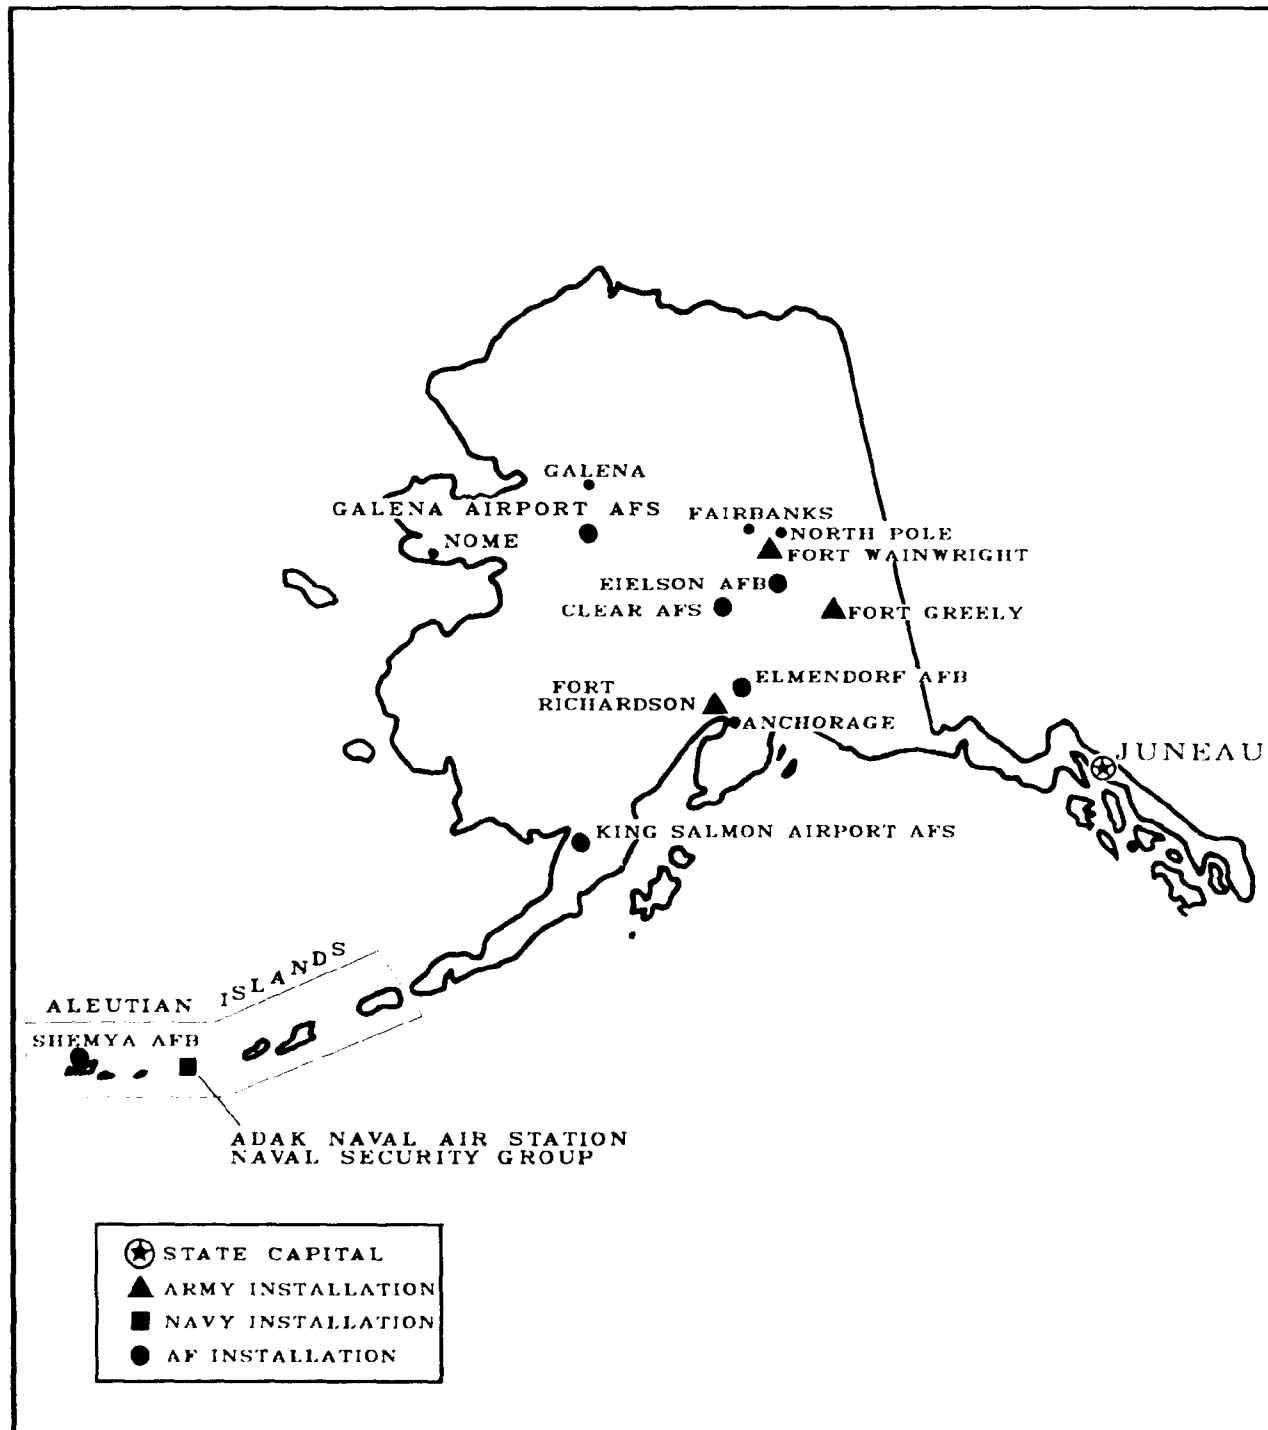 GALENA
GALENA AIRPORT AFS
FAIRBANKS
NORTH POLE
NOME
FORT WAINWRIGHT
EIELSON AFB
CLEAR AFS
FORT GREELY
ELMENDORF AFB
FORT
RICHARDSON
ANCHORAGE
JUNEAU
KING SALMON AIRPORT AFS
ALEUTIAN ISLANDS
SHEMYA AFB
ADAK NAVAL AIR STATION
NAVAL SECURITY GROUP
STATE CAPITAL
ARMY INSTALLATION
NAVY INSTALLATION
AF INSTALLATION